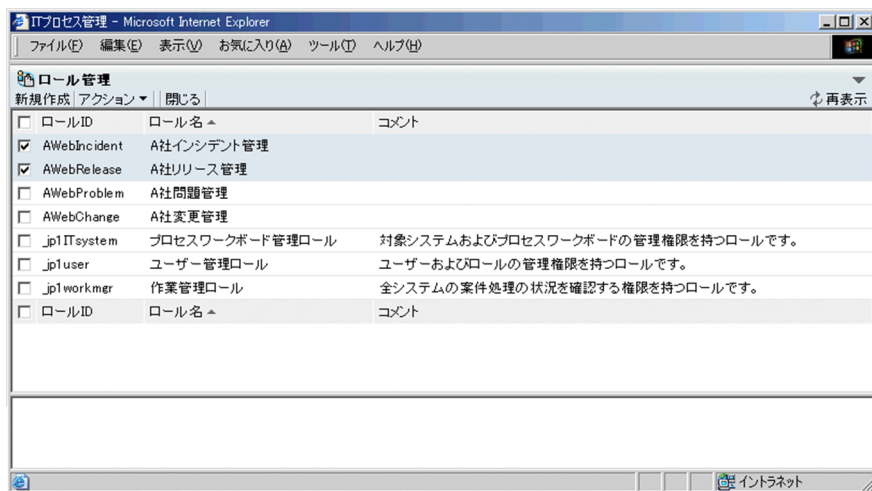 ITプロセス管理 - Microsoft Internet Explorer
ファイル(F) 編集(E) 表示(V) お気に入り(A) ツール(T) ヘルプ(H)
ロール管理
新規作成 アクション 閉じる 再表示
ロールID ロール名 コメント
AWebIncident A社インシデント管理
AWebRelease A社リリース管理
AWebProblem A社問題管理
AWebChange A社変更管理
_jp1ITsystem プロセスワークボード管理ロール 対象システムおよびプロセスワークボードの管理権限を持つロールです。
_jp1user ユーザー管理ロール ユーザーおよびロールの管理権限を持つロールです。
_jp1workmgr 作業管理ロール 全システムの案件処理の状況を確認する権限を持つロールです。
ロールID ロール名 コメント
イントラネット